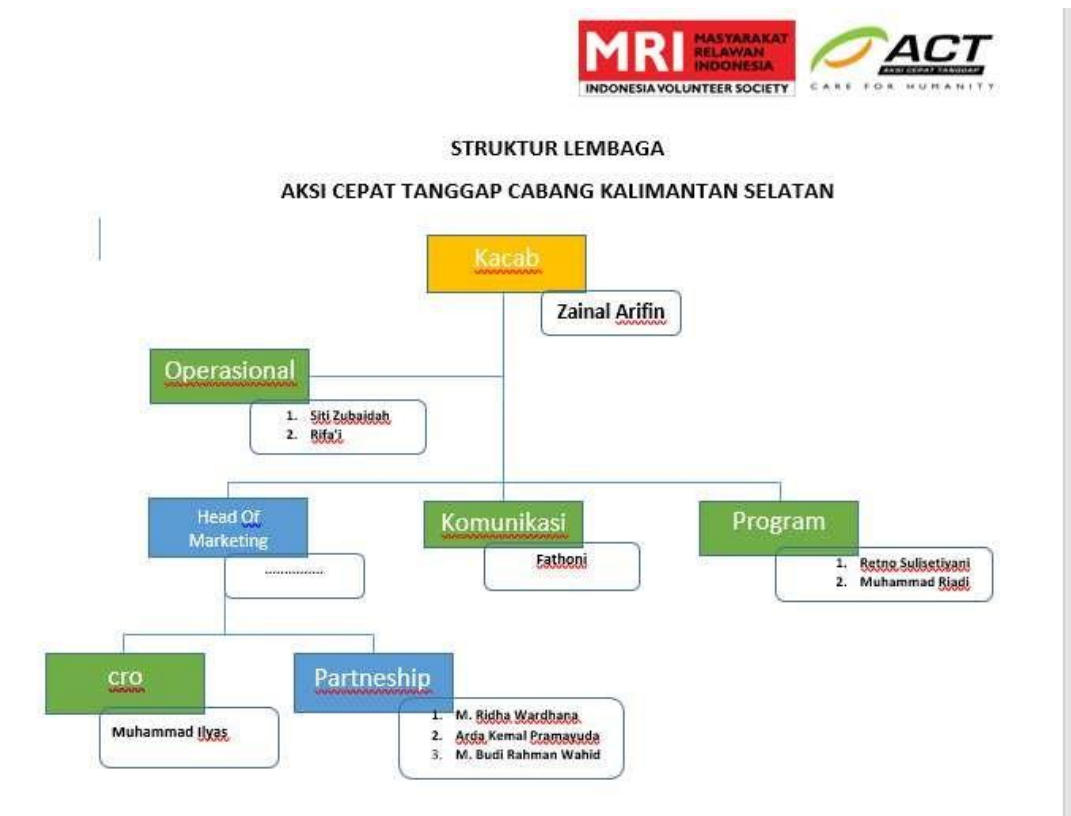 MRI MASYARAKAT
RELAWAN
INDONESIA
INDONESIA VOLUNTEER SOCIETY
ACT
AKSI CEPAT TANGGAP
CARE FOR HUMANITY
STRUKTUR LEMBAGA
AKSI CEPAT TANGGAP CABANG KALIMANTAN SELATAN
Kacab
Zainal Arifin
Operasional
1. Siti Zubaidah
2. Rifa'i
Head Of
Marketing
...............
Komunikasi
Fathoni
Program
1. Retno Sulisetiyani
2. Muhammad Riadi
cro
Muhammad Ilyas
Partneship
1. M. Ridha Wardhana
2. Arda Kemal Pramayuda
3. M. Budi Rahman Wahid